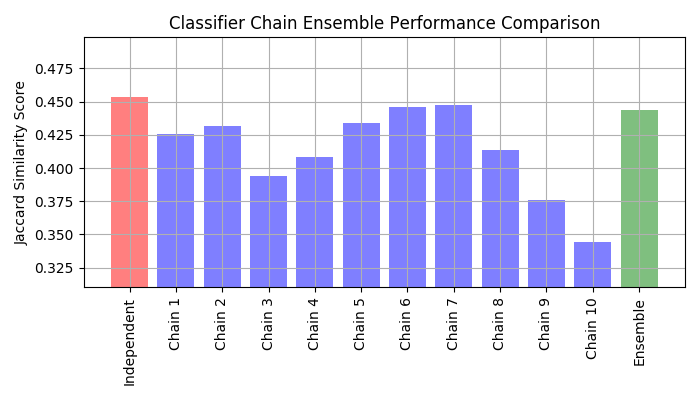 Classifier Chain Ensemble Performance Comparison
Jaccard Similarity Score
0.475
0.450
0.425
0.400
0.375
0.350
0.325
Independent
Chain 1
Chain 2
Chain 3
Chain 4
Chain 5
Chain 6
Chain 7
Chain 8
Chain 9
Chain 10
Ensemble